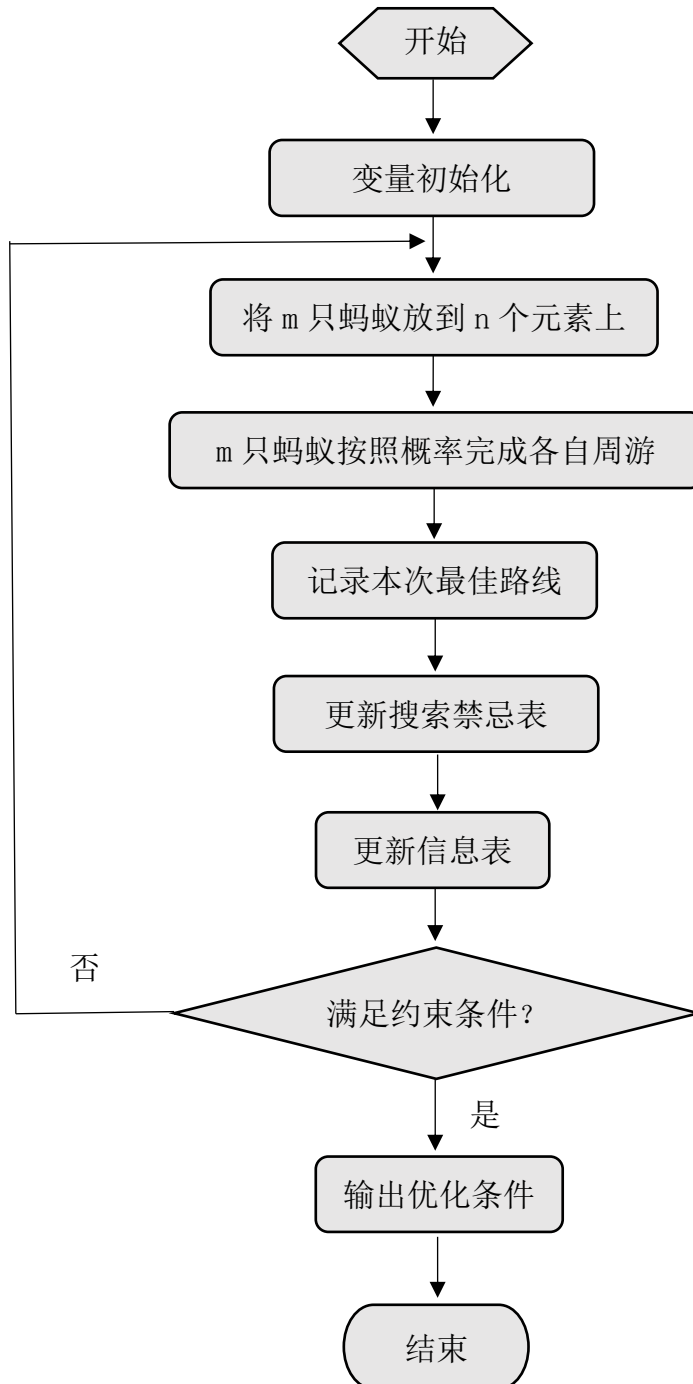 开始
变量初始化
将 m 只蚂蚁放到 n 个元素上
m 只蚂蚁按照概率完成各自周游
记录本次最佳路线
更新搜索禁忌表
更新信息表
否
满足约束条件?
是
输出优化条件
结束